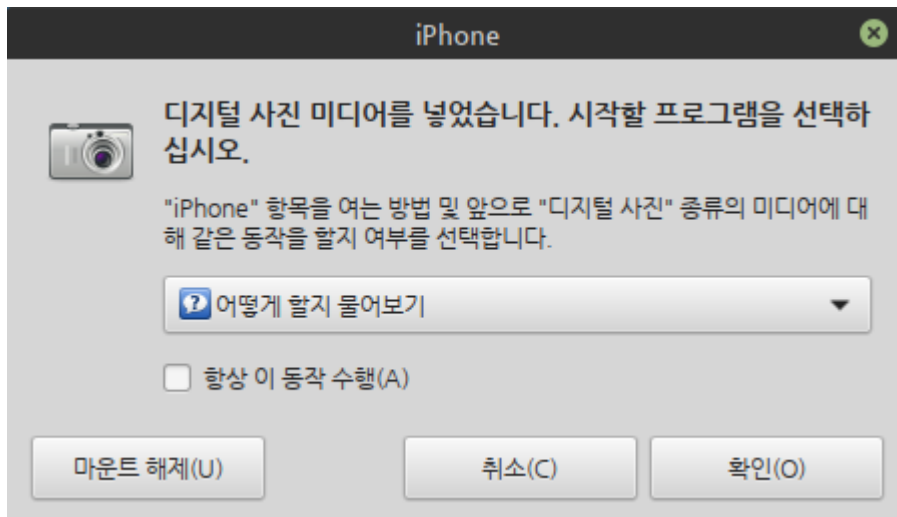 iPhone
디지털 사진 미디어를 넣었습니다. 시작할 프로그램을 선택하
십시오.
"iPhone" 항목을 여는 방법 및 앞으로 "디지털 사진" 종류의 미디어에 대
해 같은 동작을 할지 여부를 선택합니다.
어떻게 할지 물어보기
항상 이 동작 수행(A)
마운트 해제(U) 취소(C) 확인(O)